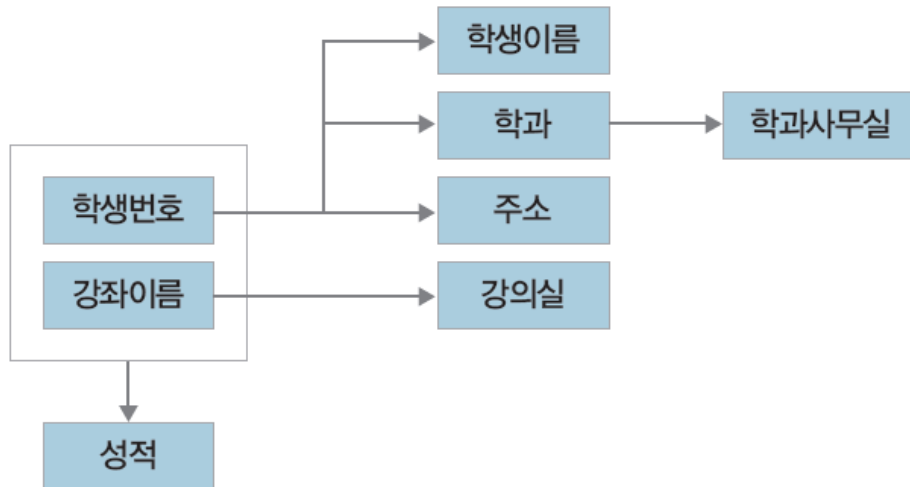 학생이름
학과
학과사무실
학생번호
주소
강좌이름
강의실
성적